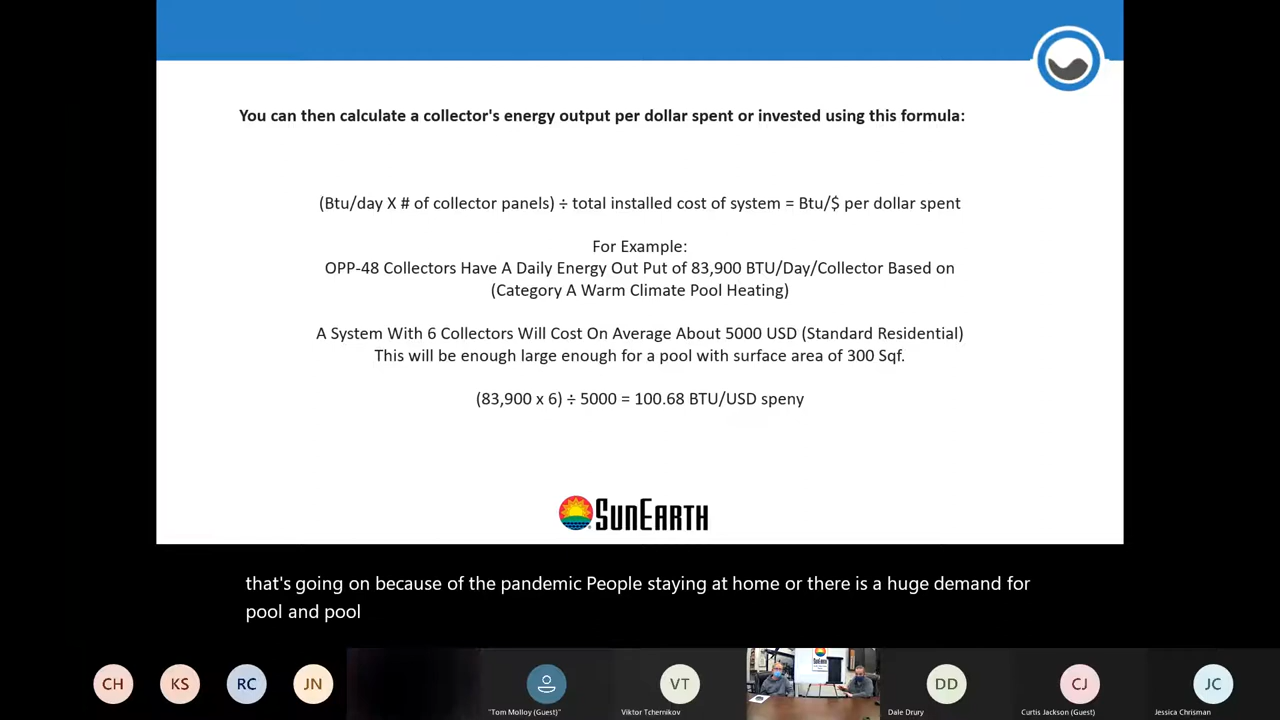 You can then calculate a collector's energy output per dollar spent or invested using this formula:
(Btu/day X # of collector panels) ÷ total installed cost of system = Btu/$ per dollar spent
For Example:
OPP-48 Collectors Have A Daily Energy Out Put of 83,900 BTU/Day/Collector Based on
(Category A Warm Climate Pool Heating)
A System With 6 Collectors Will Cost On Average About 5000 USD (Standard Residential)
This will be enough large enough for a pool with surface area of 300 Sqf.
(83,900 x 6) ÷ 5000 = 100.68 BTU/USD speny
SunEarth
that's going on because of the pandemic People staying at home or there is a huge demand for
pool and pool
CH KS RC JN VT SunEarth DD CJ JC
"Tom Molloy (Guest)" Viktor Tchernikov Dale Drury Curtis Jackson (Guest) Jessica Chrisman